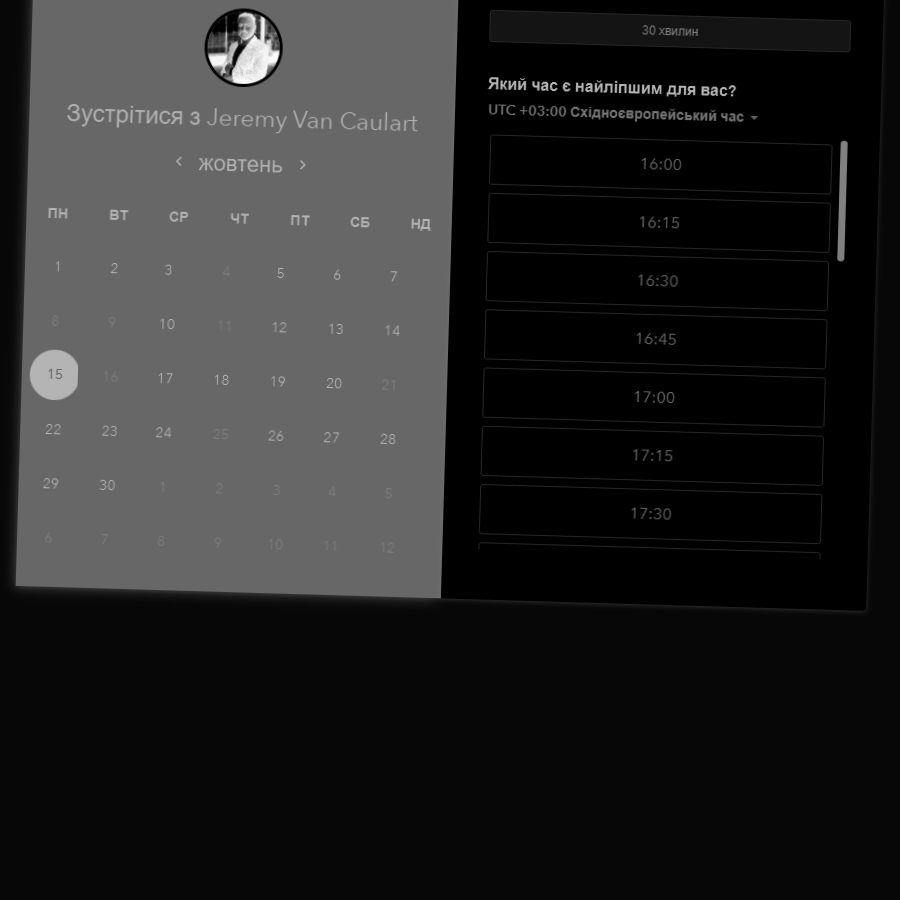 Зустрітися з Jeremy Van Caulart
жовтень
ПН ВТ СР ЧТ ПТ СБ НД
1 2 3 4 5 6 7
8 9 10 11 12 13 14
15 16 17 18 19 20 21
22 23 24 25 26 27 28
29 30 1 2 3 4 5
6 7 8 9 10 11 12
30 хвилин
Який час є найліпшим для вас?
UTC +03:00 Східноєвропейський час
16:00
16:15
16:30
16:45
17:00
17:15
17:30